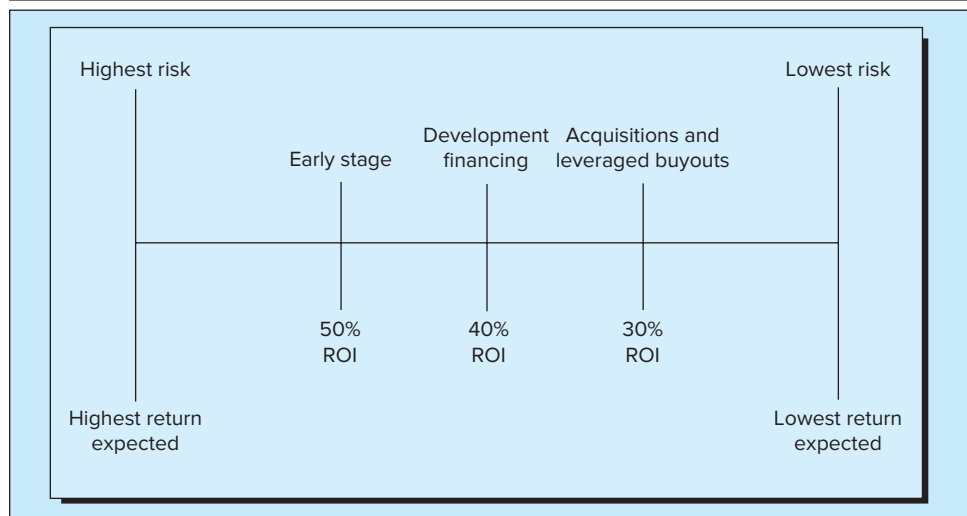 Highest risk
Lowest risk
Early stage
Development
financing
Acquisitions and
leveraged buyouts
50%
ROI
40%
ROI
30%
ROI
Highest return
expected
Lowest return
expected